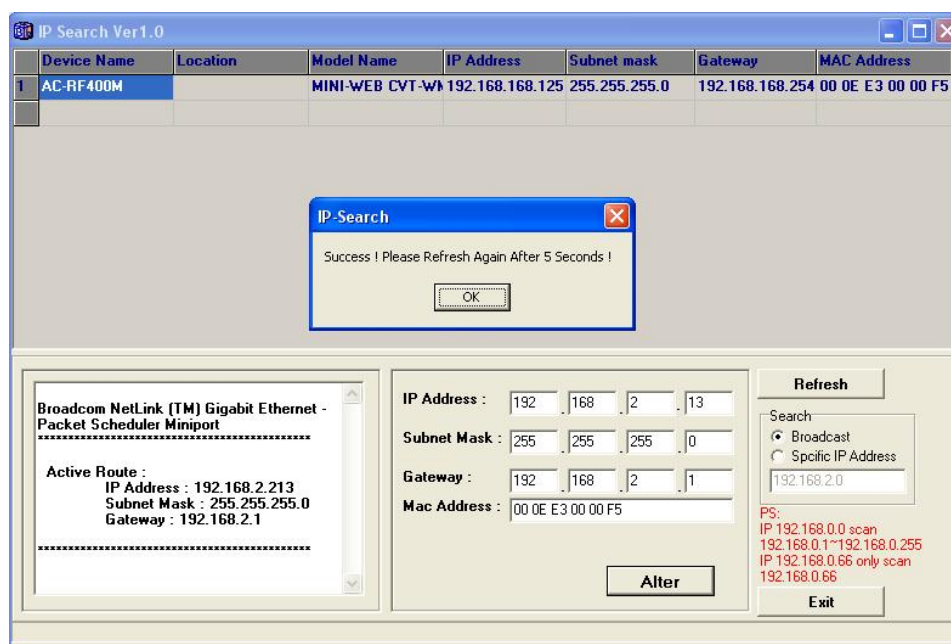 IP Search Ver1.0
Device Name Location Model Name IP Address Subnet mask Gateway MAC Address
1 AC-RF400M MINI-WEB CVT-WM 192.168.168.125 255.255.255.0 192.168.168.254 00 0E E3 00 00 F5
IP-Search
Success ! Please Refresh Again After 5 Seconds !
OK
Broadcom NetLink (TM) Gigabit Ethernet -
Packet Scheduler Miniport
********************************************
Active Route :
IP Address : 192.168.2.213
Subnet Mask : 255.255.255.0
Gateway : 192.168.2.1
********************************************
IP Address : 192 . 168 . 2 . 13
Subnet Mask : 255 . 255 . 255 . 0
Gateway : 192 . 168 . 2 . 1
Mac Address : 00 0E E3 00 00 F5
Alter
Refresh
Search
Broadcast
Spcific IP Address
192.168.2.0
PS:
IP 192.168.0.0 scan
192.168.0.1~192.168.0.255
IP 192.168.0.66 only scan
192.168.0.66
Exit